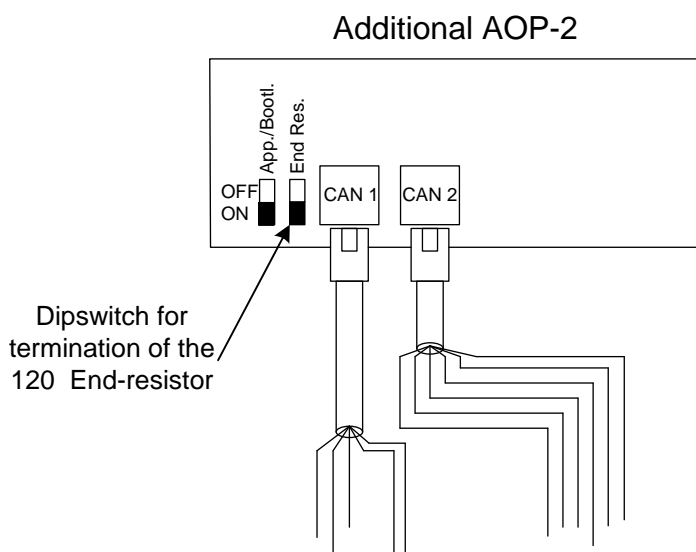 Additional AOP-2
App./Bootl.
End Res.
OFF
ON
CAN 1
CAN 2
Dipswitch for
termination of the
120 End-resistor